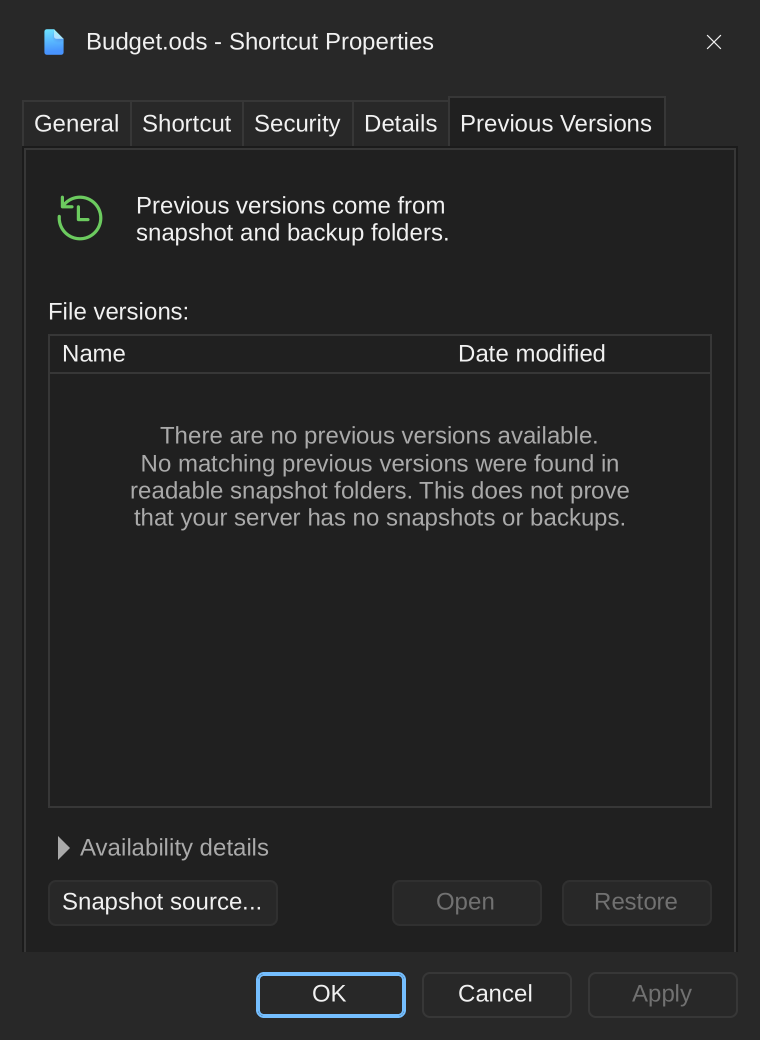 Budget.ods - Shortcut Properties
General Shortcut Security Details Previous Versions
Previous versions come from
snapshot and backup folders.
File versions:
Name Date modified
There are no previous versions available.
No matching previous versions were found in
readable snapshot folders. This does not prove
that your server has no snapshots or backups.
Availability details
Snapshot source... Open Restore
OK Cancel Apply